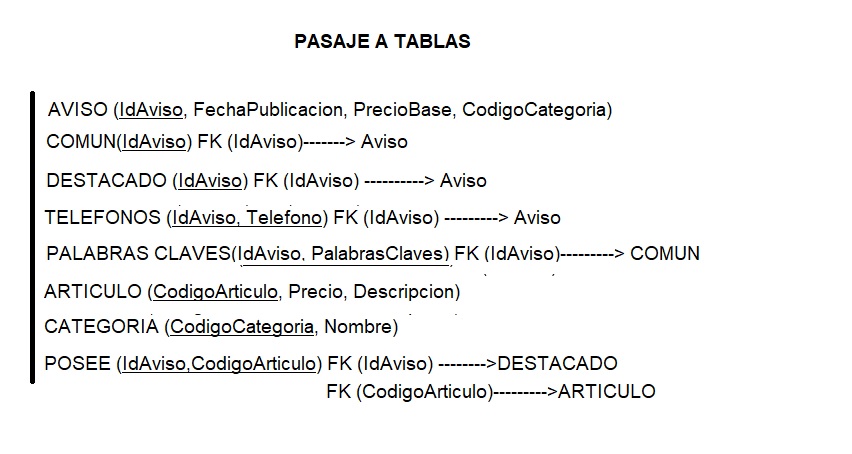 PASAJE A TABLAS
AVISO (IdAviso, FechaPublicacion, PrecioBase, CodigoCategoria)
COMUN(IdAviso) FK (IdAviso)-------> Aviso
DESTACADO (IdAviso) FK (IdAviso) ----------> Aviso
TELEFONOS (IdAviso, Telefono) FK (IdAviso) ---------> Aviso
PALABRAS CLAVES(IdAviso, PalabrasClaves) FK (IdAviso)---------> COMUN
ARTICULO (CodigoArticulo, Precio, Descripcion)
CATEGORIA (CodigoCategoria, Nombre)
POSEE (IdAviso,CodigoArticulo) FK (IdAviso) -------->DESTACADO
FK (CodigoArticulo)--------->ARTICULO